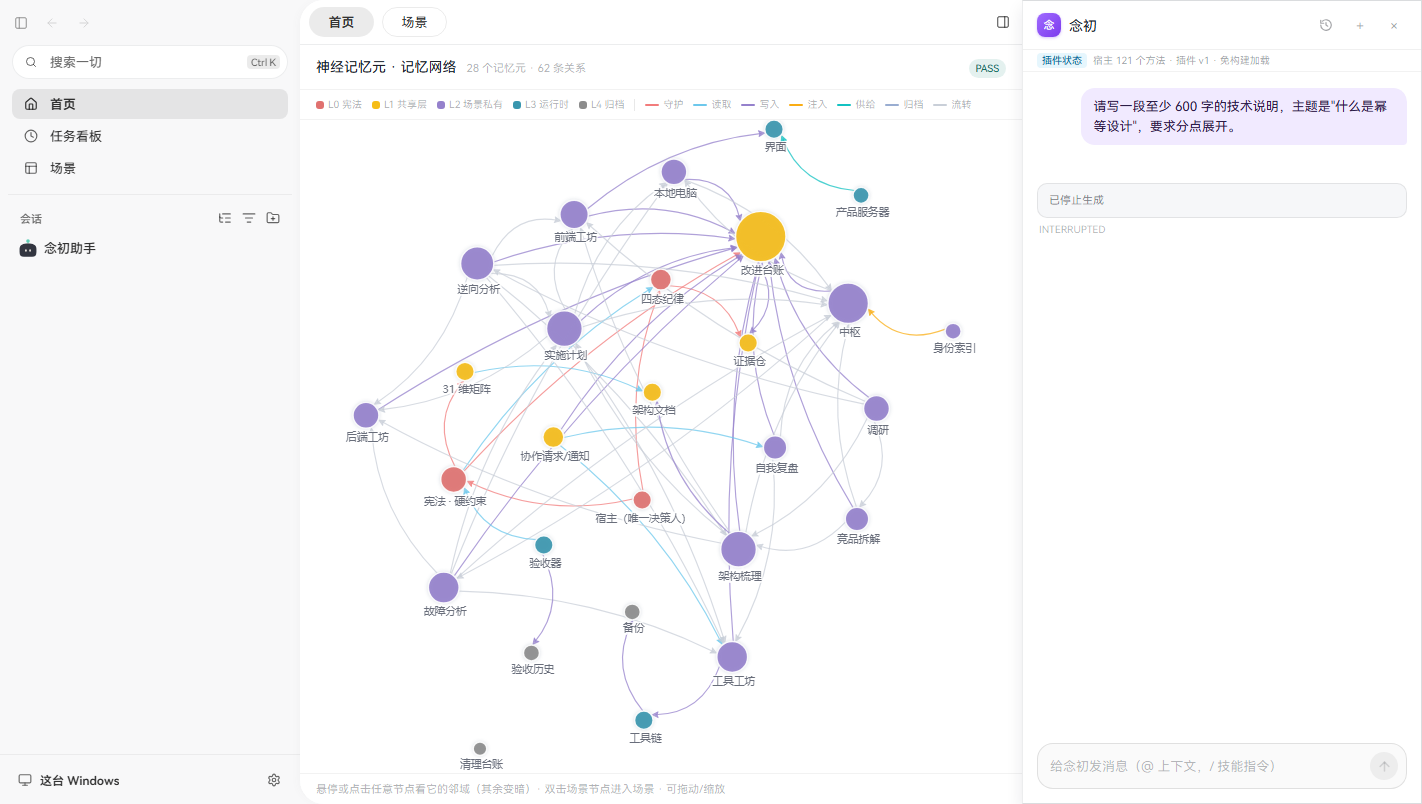 搜索一切
Ctrl K
首页
任务看板
场景
会话
念初助手
这台 Windows
首页
场景
神经记忆元 · 记忆网络 28 个记忆元 · 62 条关系
PASS
L0 宪法 L1 共享层 L2 场景私有 L3 运行时 L4 归档 守护 读取 写入 注入 供给 归档 流转
界面
本地电脑
产品服务器
前端工坊
改进台账
逆向分析
四态纪律
中枢
身份索引
实施计划
证据仓
31 维矩阵
架构文档
后端工坊
调研
协作请求/通知
自我复盘
宪法 · 硬约束
宿主（唯一决策人）
竞品拆解
验收器
架构梳理
故障分析
备份
验收历史
工具工坊
工具链
清理台账
悬停或点击任意节点看它的邻域（其余变暗）· 双击场景节点进入场景 · 可拖动/缩放
念
念初
插件状态 宿主 121 个方法 · 插件 v1 · 免构建加载
请写一段至少 600 字的技术说明，主题是"什么是幂
等设计"，要求分点展开。
已停止生成
INTERRUPTED
给念初发消息（@ 上下文，/ 技能指令）